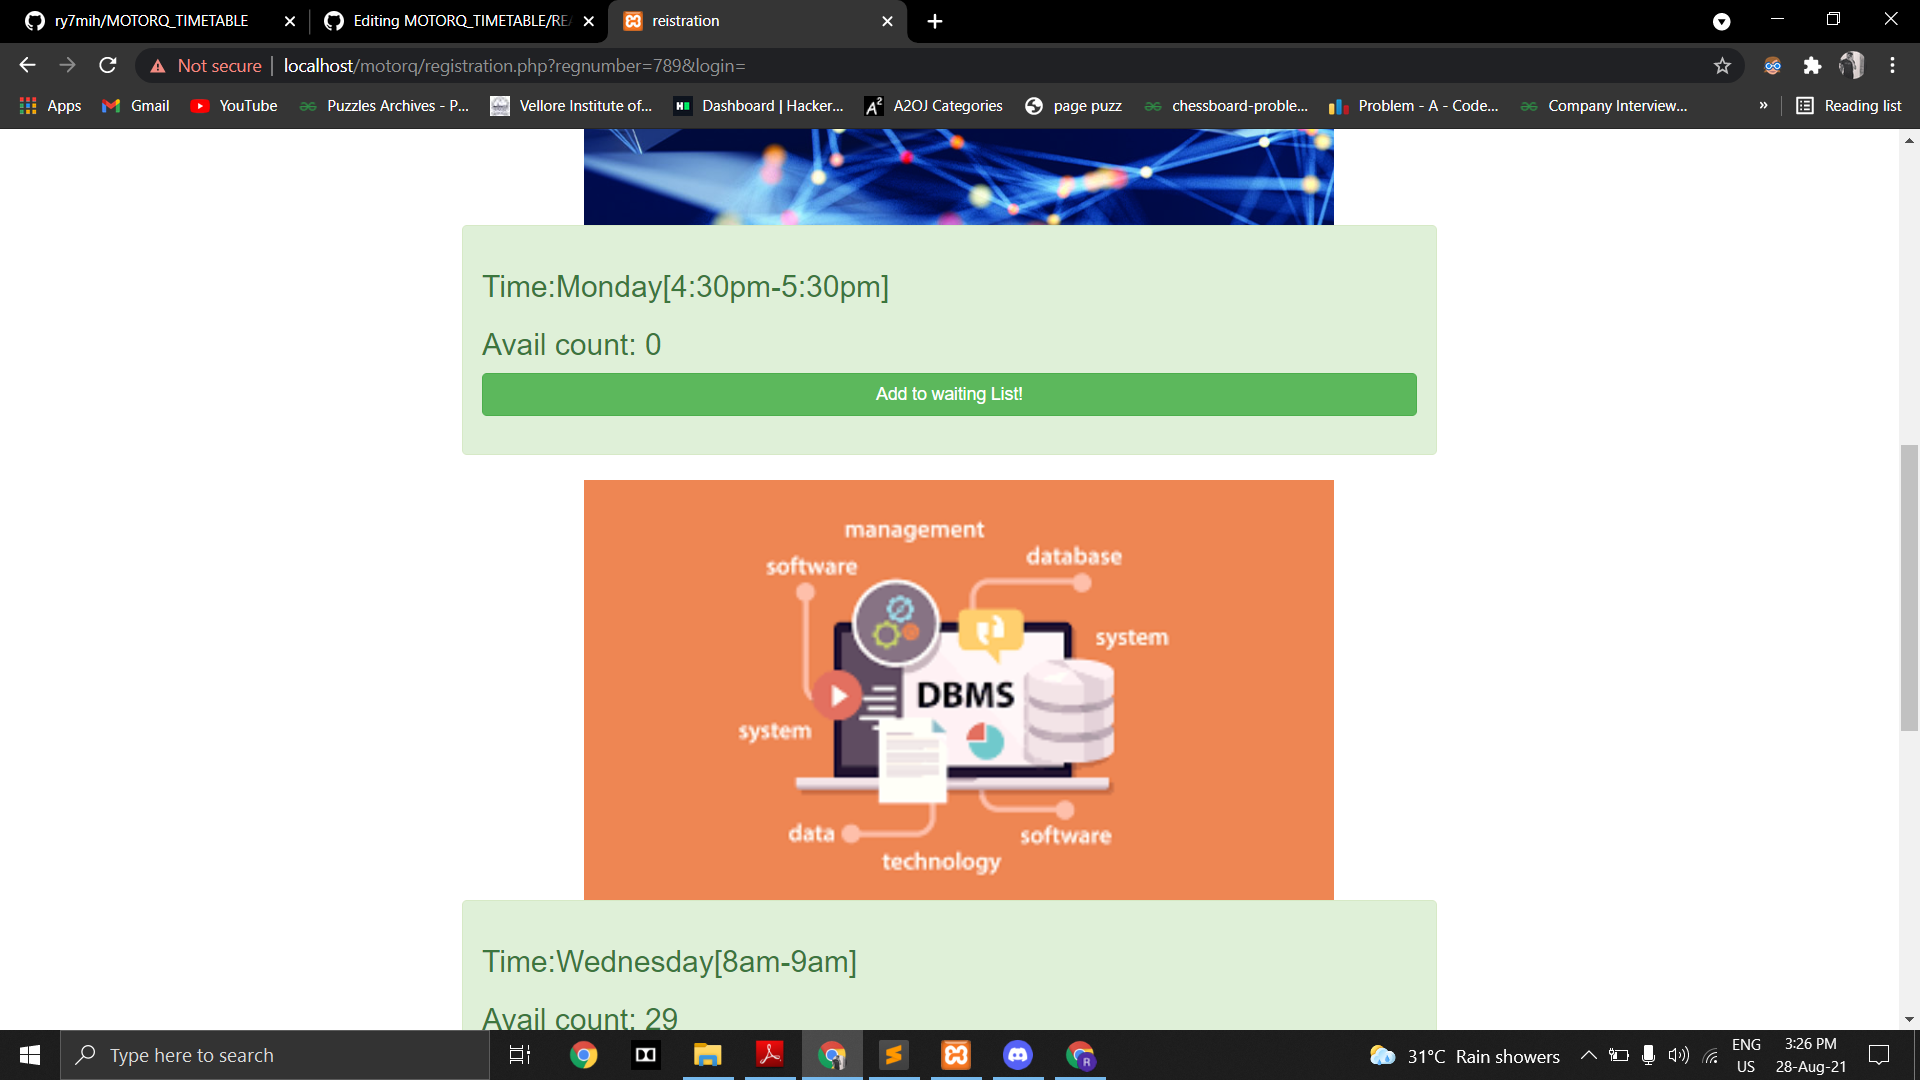 ry7mih/MOTORQ_TIMETABLE
Editing MOTORQ_TIMETABLE/RE
reistration
Not secure
localhost/motorq/registration.php?regnumber=789&login=
Apps
Gmail
YouTube
Puzzles Archives - P...
Vellore Institute of...
Dashboard | Hacker...
A2OJ Categories
page puzz
chessboard-proble...
Problem - A - Code...
Company Interview...
»
Reading list
Time:Monday[4:30pm-5:30pm]
Avail count: 0
Add to waiting List!
management
software
database
system
DBMS
system
data
software
technology
Time:Wednesday[8am-9am]
Avail count: 29
Type here to search
31°C Rain showers
ENG
US
3:26 PM
28-Aug-21